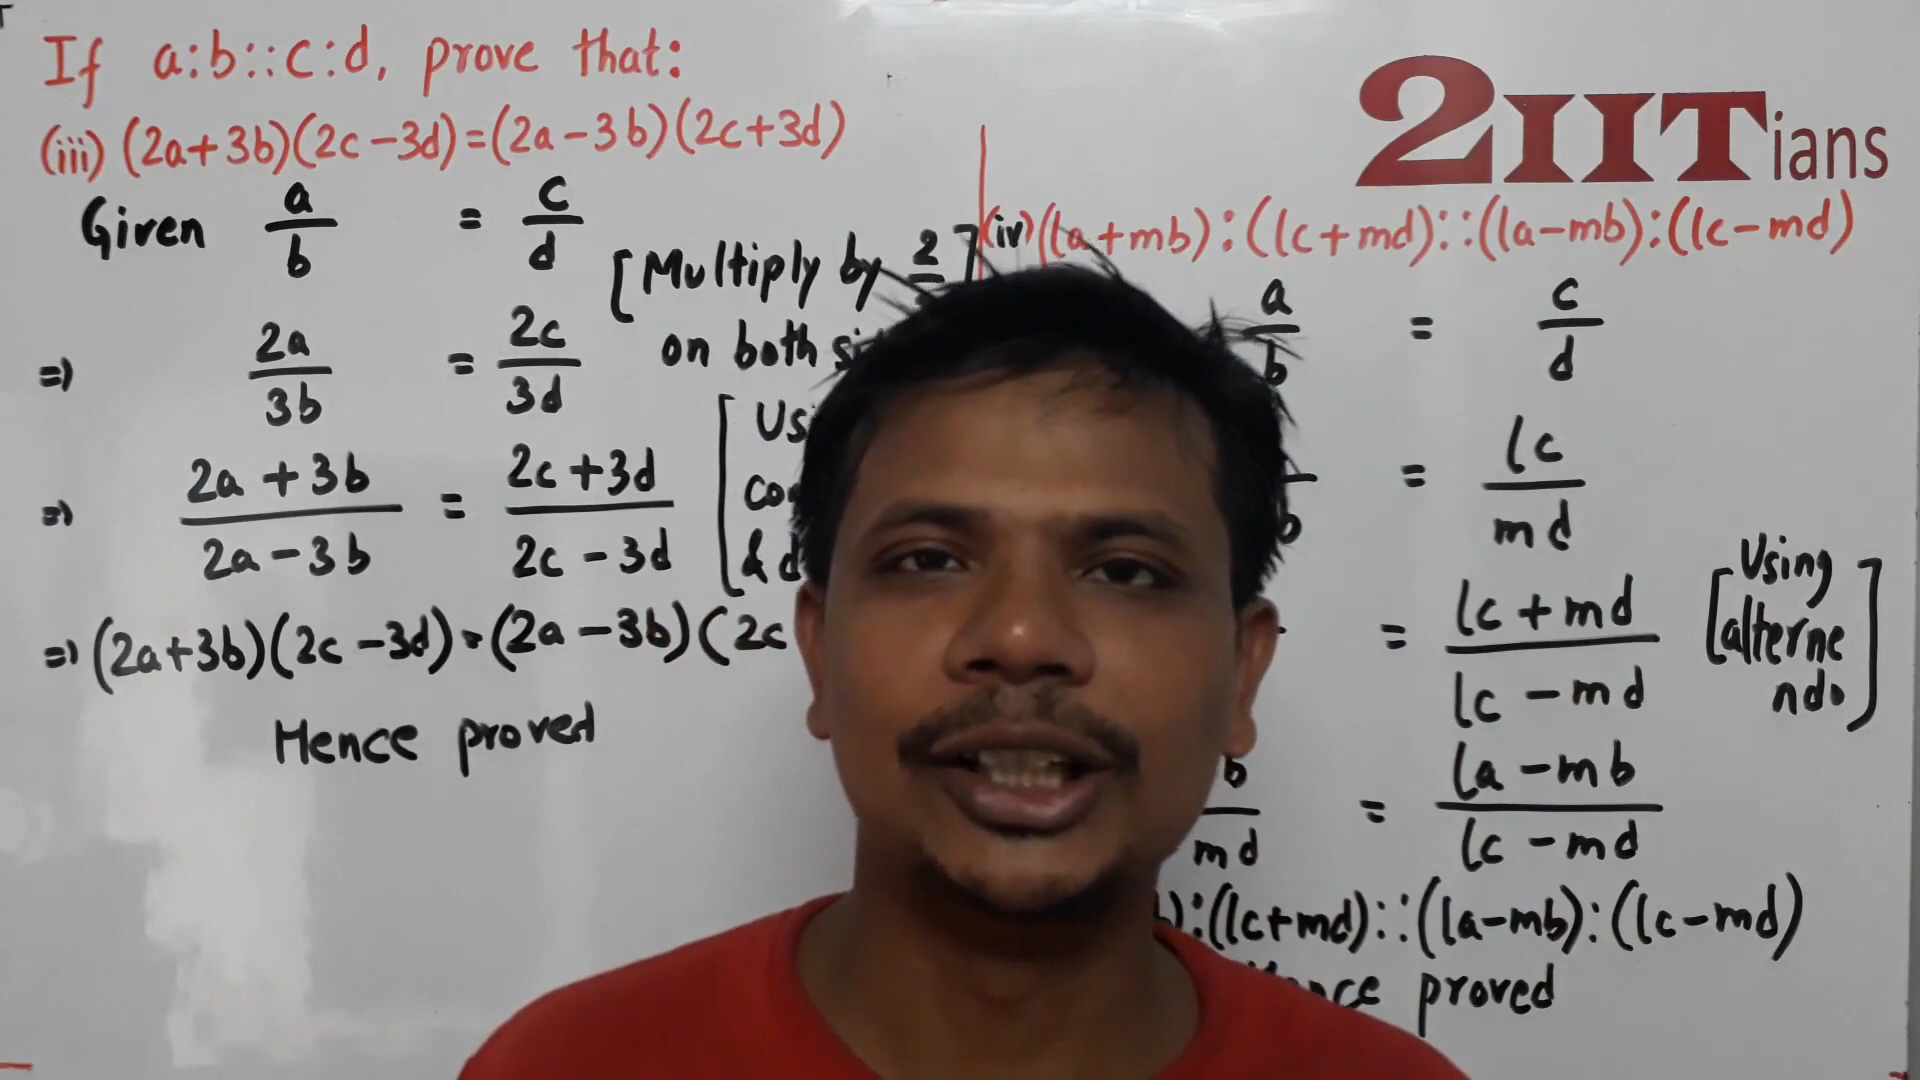 If a:b::c:d, prove that:
(iii) (2a+3b)(2c-3d)=(2a-3b)(2c+3d)
Given a/b = c/d
[Multiply by 2
on both
=> 2a/3b = 2c/3d
=> (2a+3b)/(2a-3b) = (2c+3d)/(2c-3d)
&
=> (2a+3b)(2c-3d)=(2a-3b)(2c
Hence proved
2IITians
(iv) (la+mb):(lc+md)::(la-mb):(lc-md)
a/b = c/d
= lc/md
= (lc+md)/(lc-md)
[Using
alterne
ndo]
b/md = (la-mb)/(lc-md)
):(lc+md)::(la-mb):(lc-md)
proved